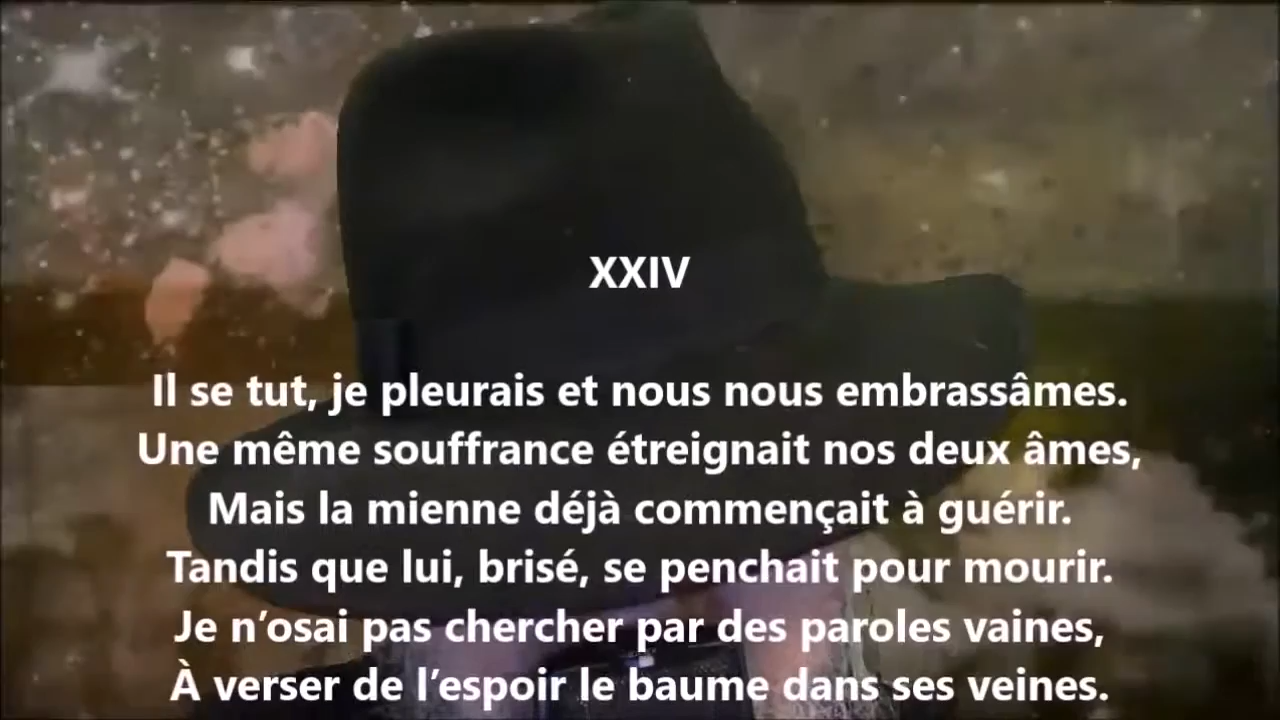 XXIV
Il se tut, je pleurais et nous nous embrassâmes.
Une même souffrance étreignait nos deux âmes,
Mais la mienne déjà commençait à guérir.
Tandis que lui, brisé, se penchait pour mourir.
Je n’osai pas chercher par des paroles vaines,
À verser de l’espoir le baume dans ses veines.